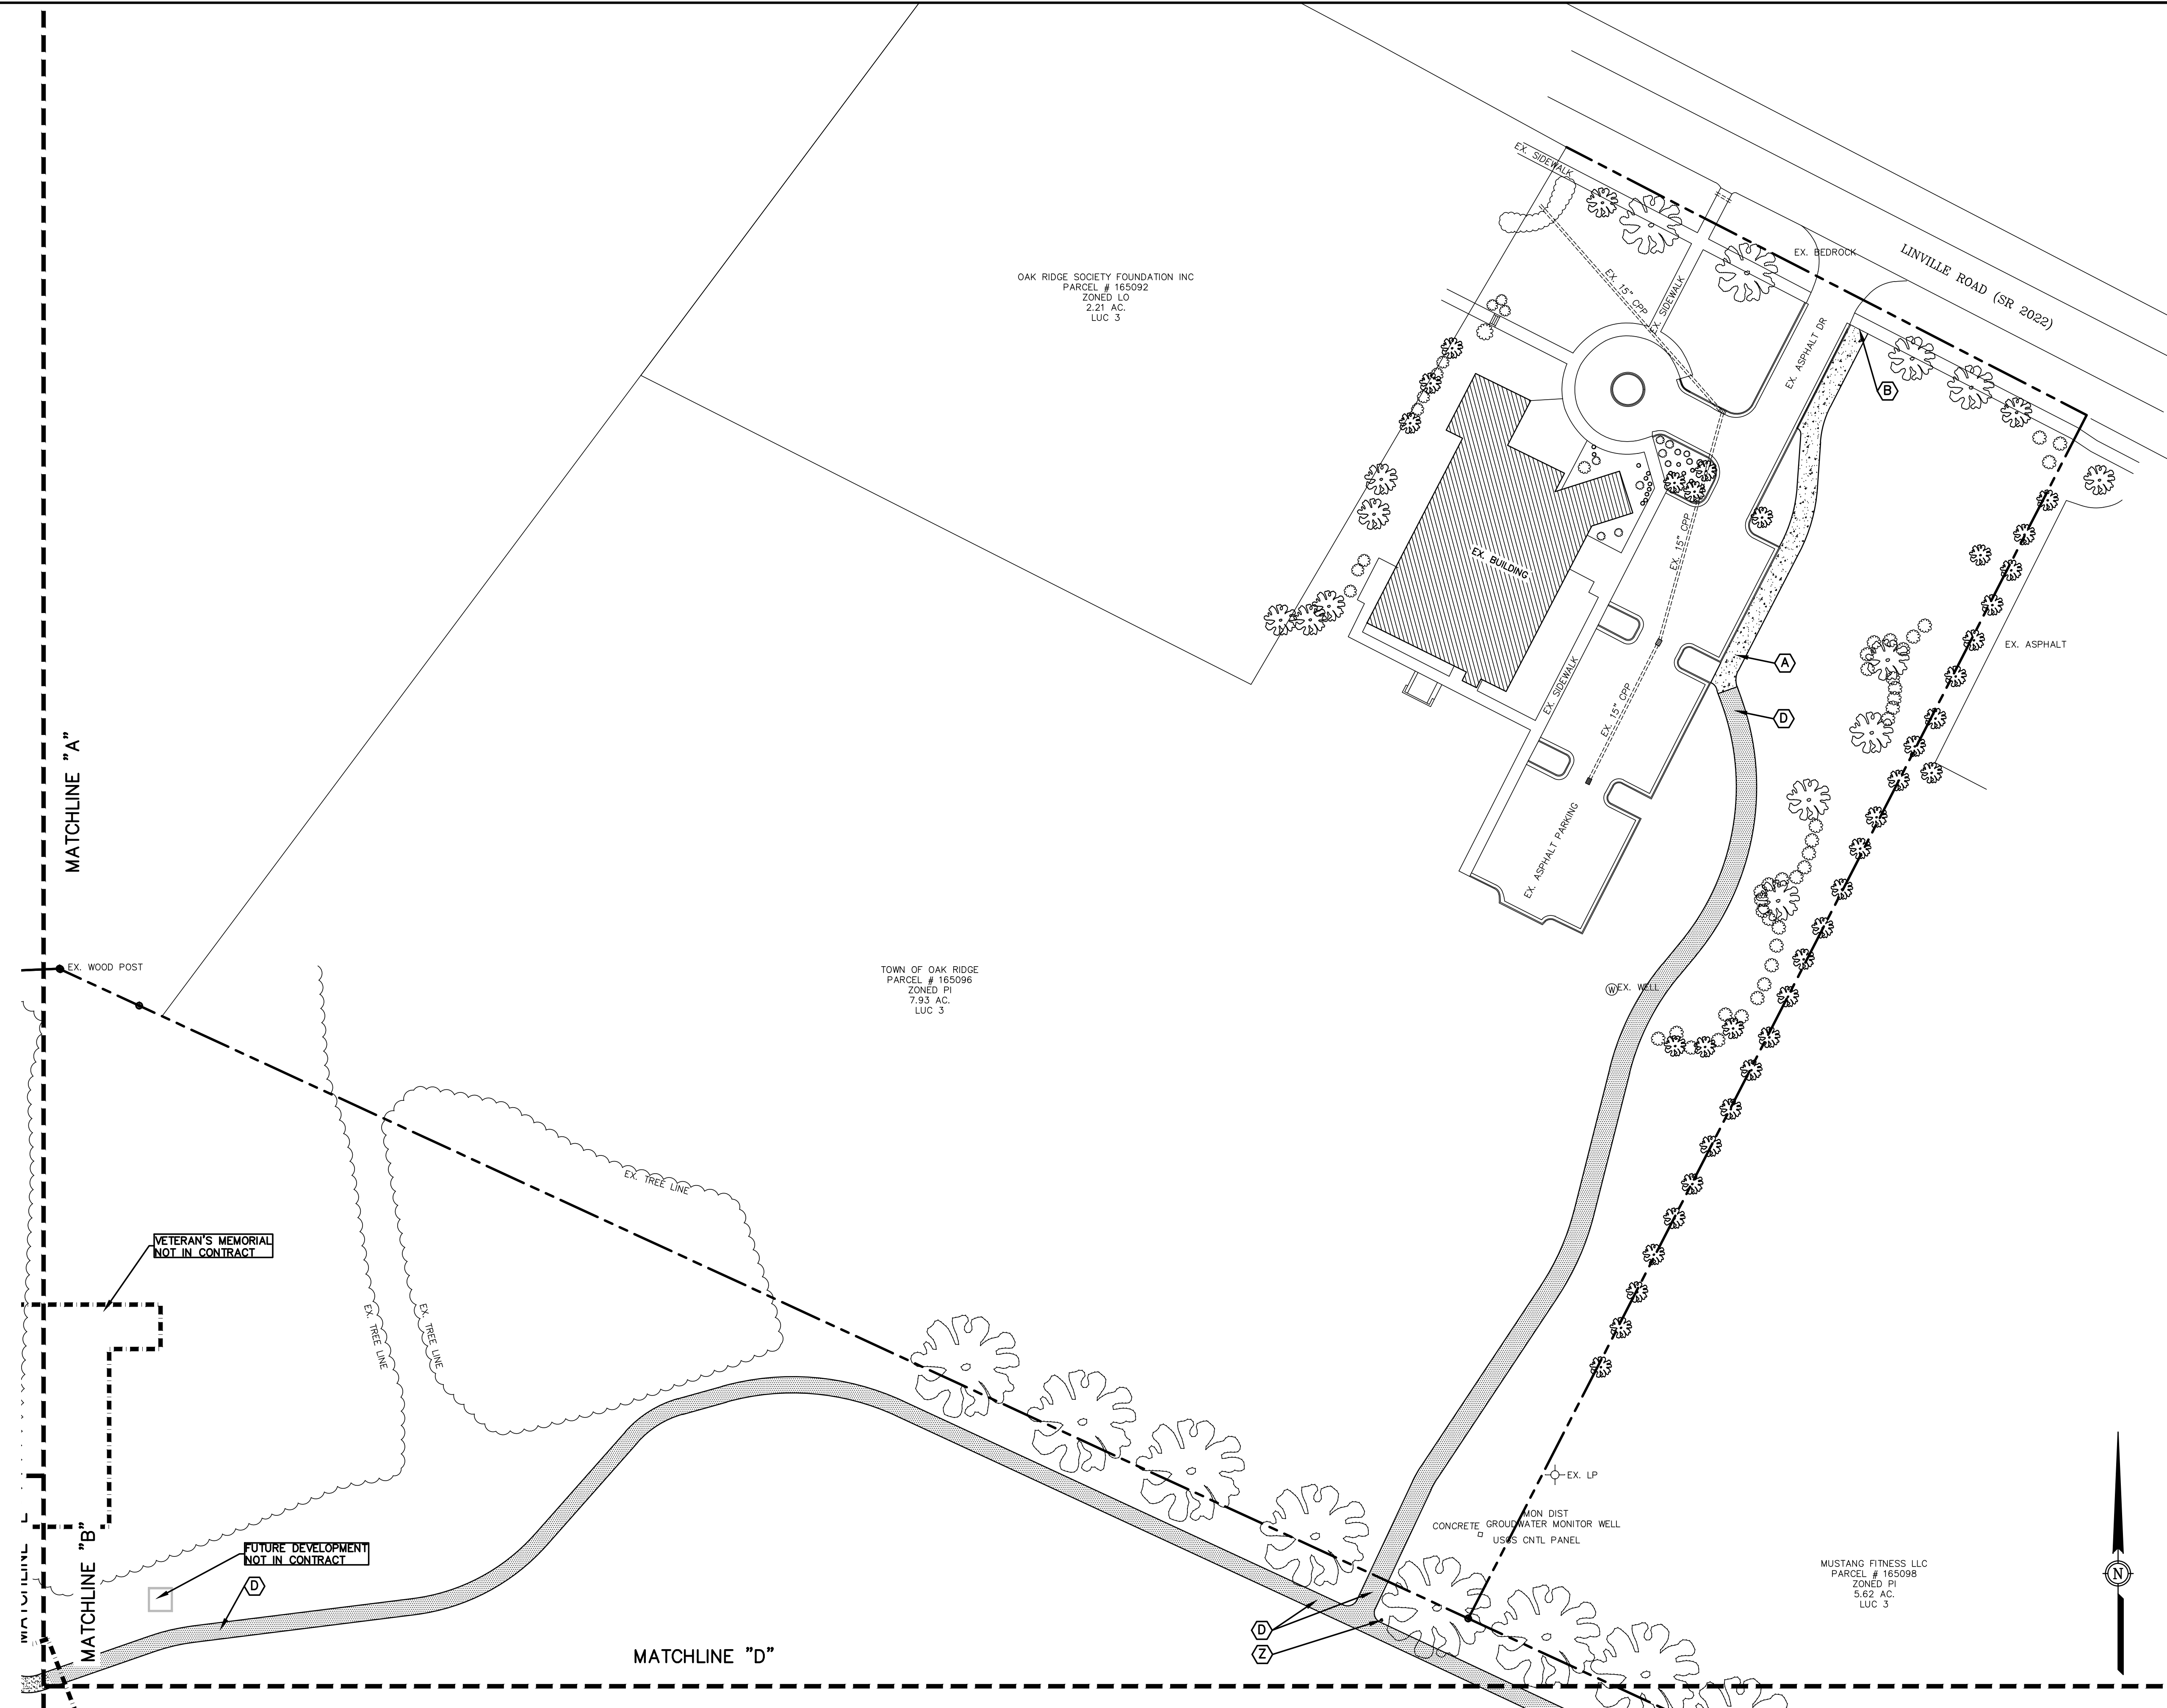 EX. SIDEWALK
EX. BEDROCK
LINVILLE ROAD (SR 2022)
OAK RIDGE SOCIETY FOUNDATION INC
PARCEL # 165092
ZONED LO
2.21 AC.
LUC 3
EX. 15" CPP
EX. SIDEWALK
EX. ASPHALT DR
B
EX. 15" CPP
EX. BUILDING
EX. ASPHALT
A
EX. SIDEWALK
EX. 15" CPP
D
MATCHLINE "A"
EX. ASPHALT PARKING
EX. WOOD POST
TOWN OF OAK RIDGE
PARCEL # 165096
ZONED PI
7.93 AC.
LUC 3
W
EX. WELL
EX. TREE LINE
VETERAN'S MEMORIAL
NOT IN CONTRACT
EX. TREE LINE
EX. TREE LINE
EX. LP
MON DIST
CONCRETE
GROUDWATER MONITOR WELL
USGS CNTL PANEL
MATCHLINE
MATCHLINE "B"
FUTURE DEVELOPMENT
NOT IN CONTRACT
D
MUSTANG FITNESS LLC
PARCEL # 165098
ZONED PI
5.62 AC.
LUC 3
N
D
Z
MATCHLINE "D"